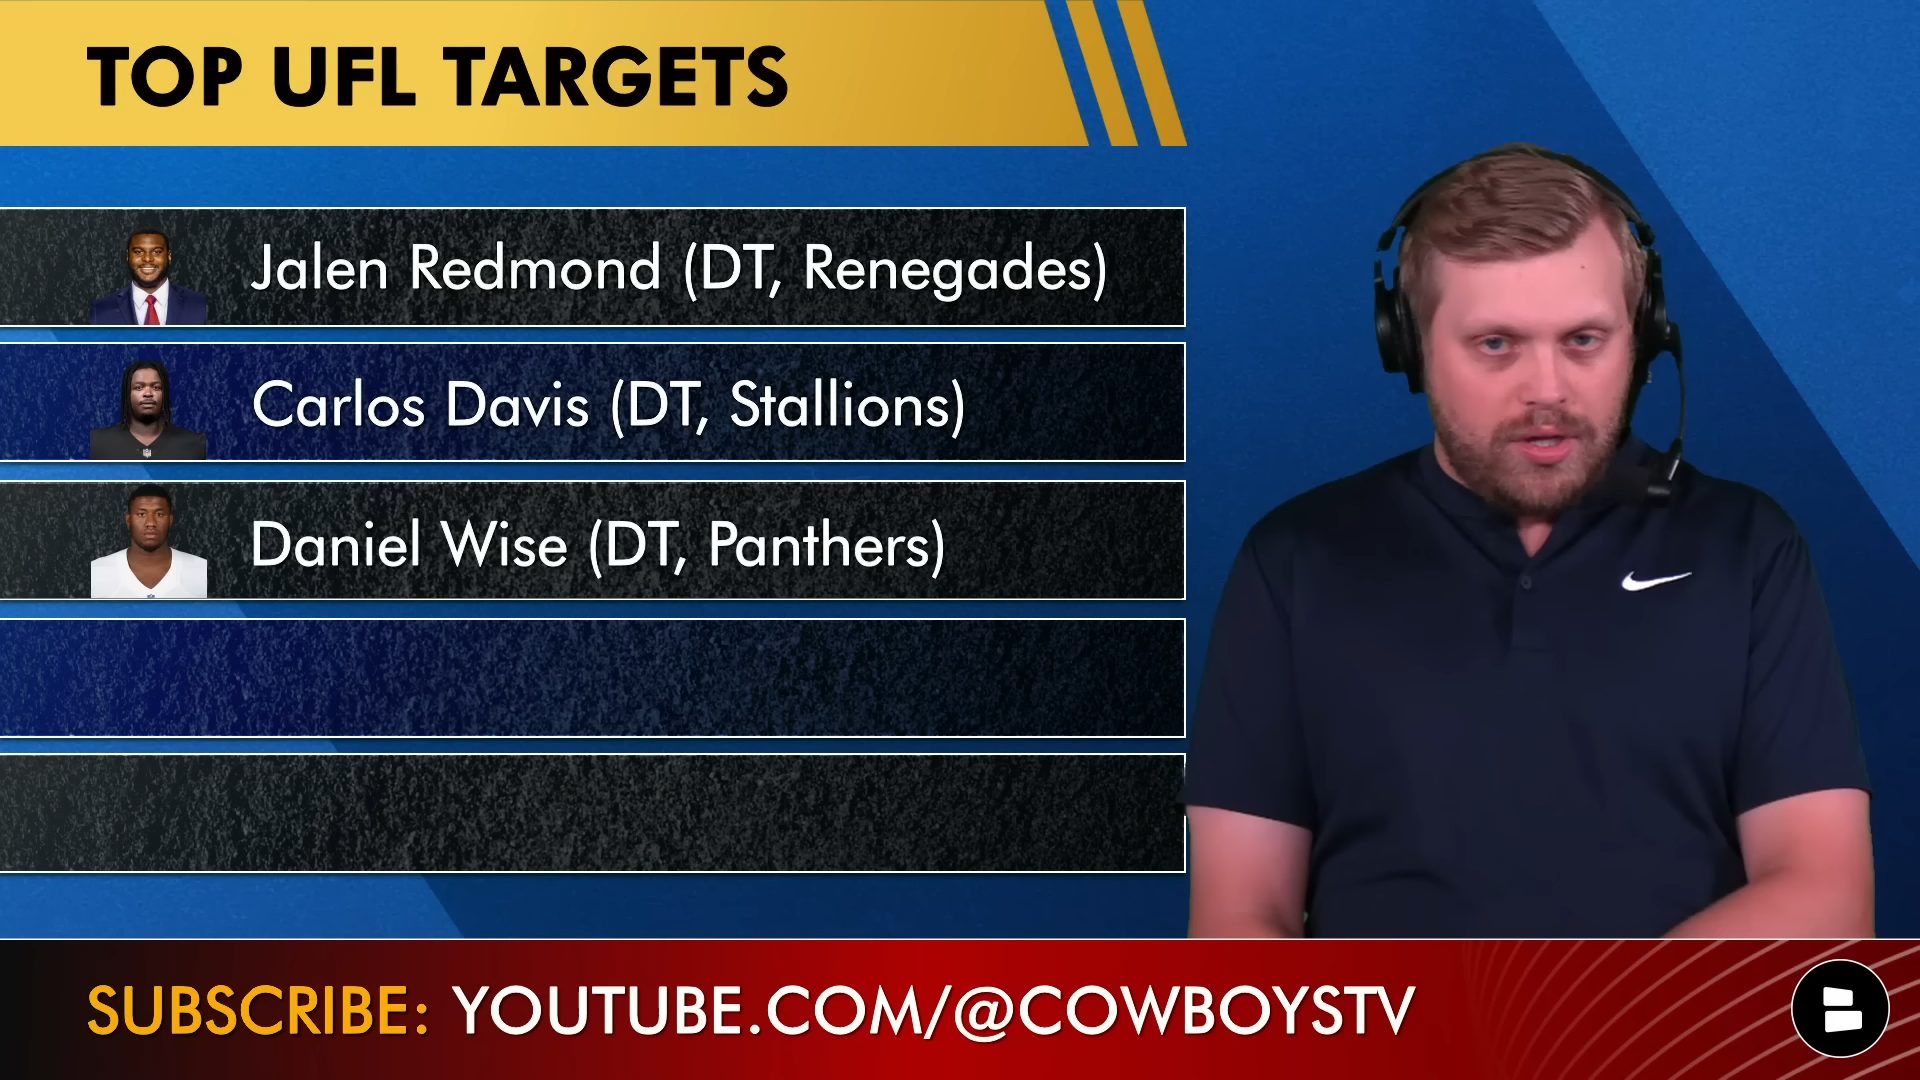 TOP UFL TARGETS
Jalen Redmond (DT, Renegades)
Carlos Davis (DT, Stallions)
Daniel Wise (DT, Panthers)
SUBSCRIBE: YOUTUBE.COM/@COWBOYSTV